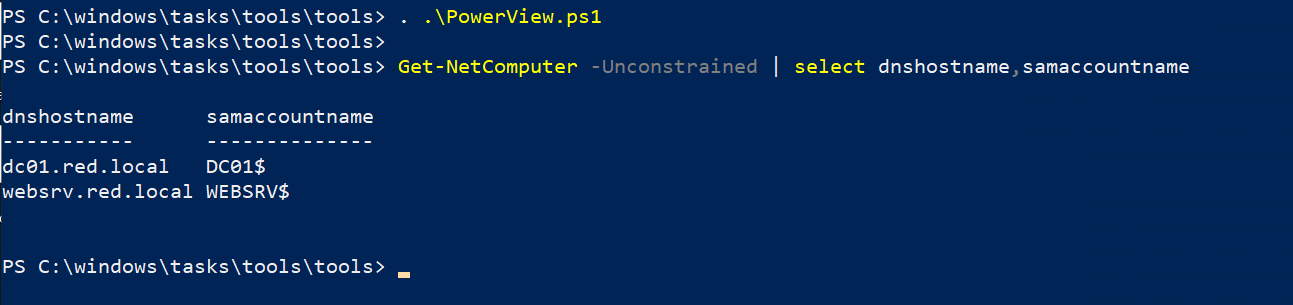 PS C:\windows\tasks\tools\tools> . .\PowerView.ps1
PS C:\windows\tasks\tools\tools>
PS C:\windows\tasks\tools\tools> Get-NetComputer -Unconstrained | select dnshostname,samaccountname
dnshostname      samaccountname
-----------      --------------
dc01.red.local   DC01$
websrv.red.local WEBSRV$
PS C:\windows\tasks\tools\tools>